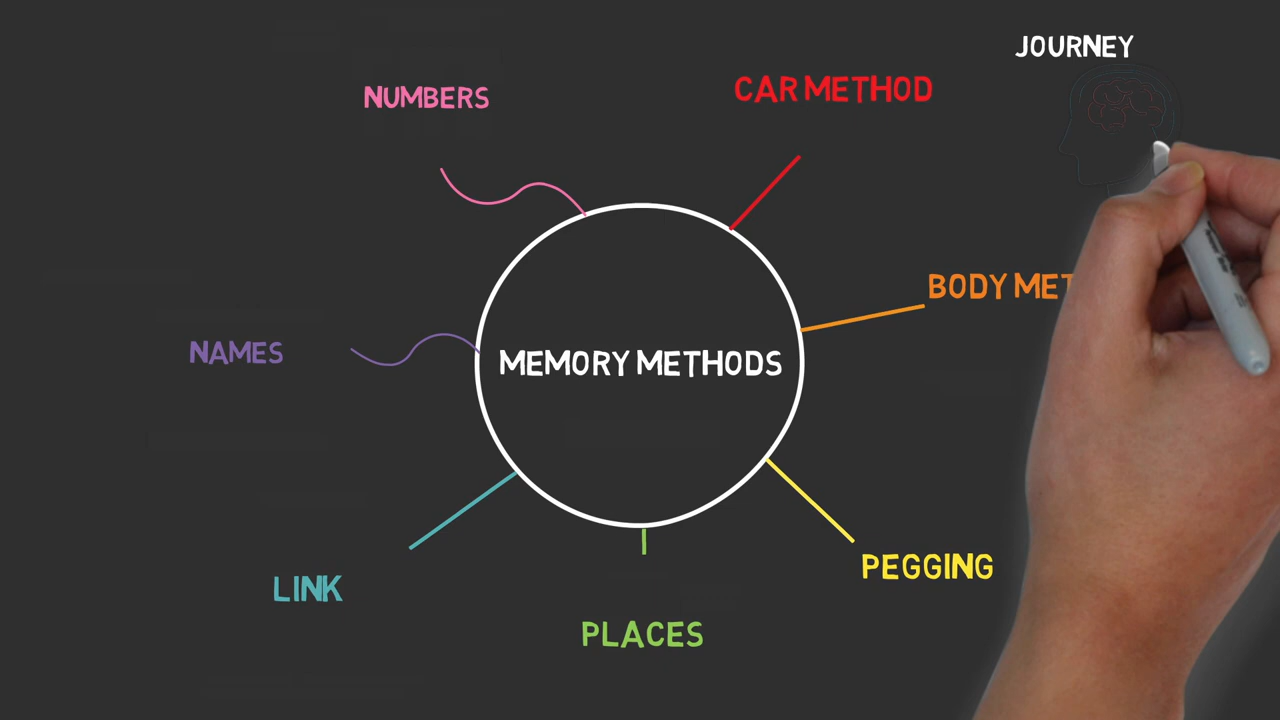 JOURNEY
NUMBERS
CAR METHOD
BODY MET
NAMES
MEMORY METHODS
LINK
PEGGING
PLACES